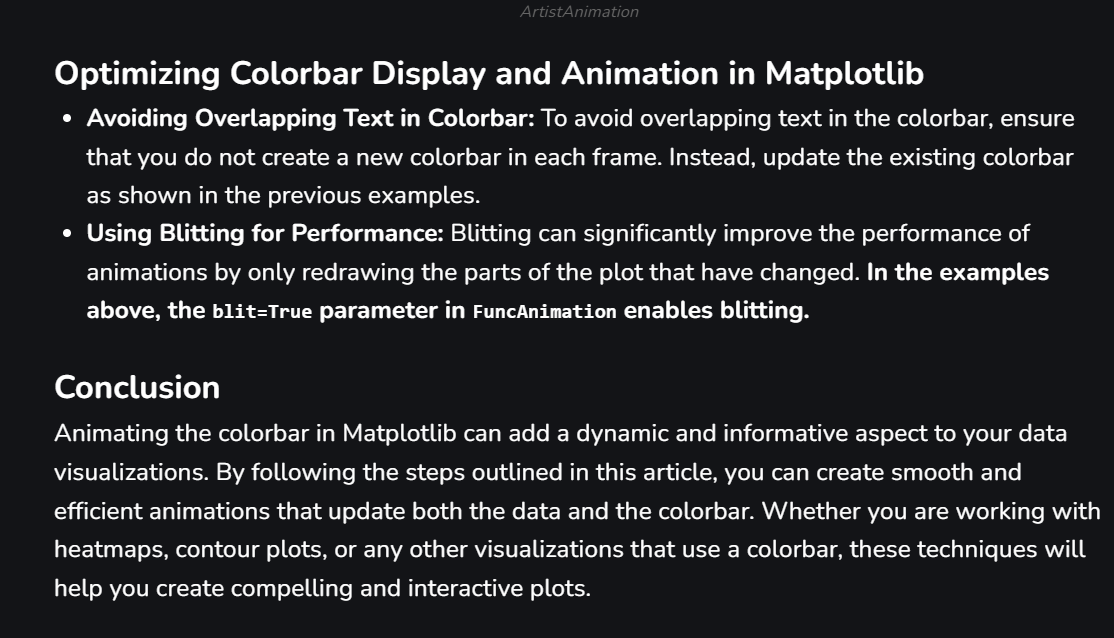 ArtistAnimation
Optimizing Colorbar Display and Animation in Matplotlib
• Avoiding Overlapping Text in Colorbar: To avoid overlapping text in the colorbar, ensure
that you do not create a new colorbar in each frame. Instead, update the existing colorbar
as shown in the previous examples.
• Using Blitting for Performance: Blitting can significantly improve the performance of
animations by only redrawing the parts of the plot that have changed. In the examples
above, the blit=True parameter in FuncAnimation enables blitting.
Conclusion
Animating the colorbar in Matplotlib can add a dynamic and informative aspect to your data
visualizations. By following the steps outlined in this article, you can create smooth and
efficient animations that update both the data and the colorbar. Whether you are working with
heatmaps, contour plots, or any other visualizations that use a colorbar, these techniques will
help you create compelling and interactive plots.